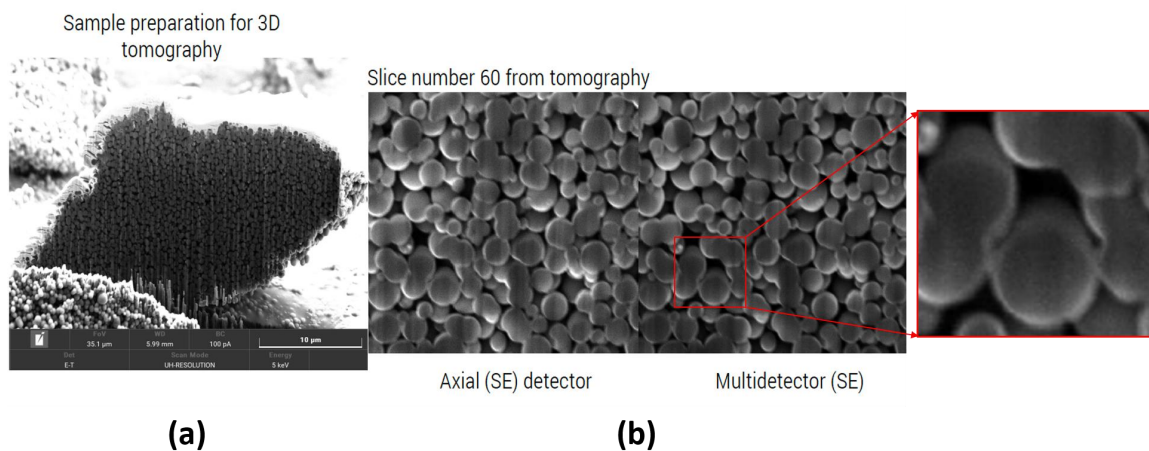 Sample preparation for 3D
tomography
Slice number 60 from tomography
FoV WD BC
35.1 µm 5.99 mm 100 pA 10 µm
Det Scan Mode Energy
E-T UH-RESOLUTION 5 keV
Axial (SE) detector Multidetector (SE)
(a) (b)